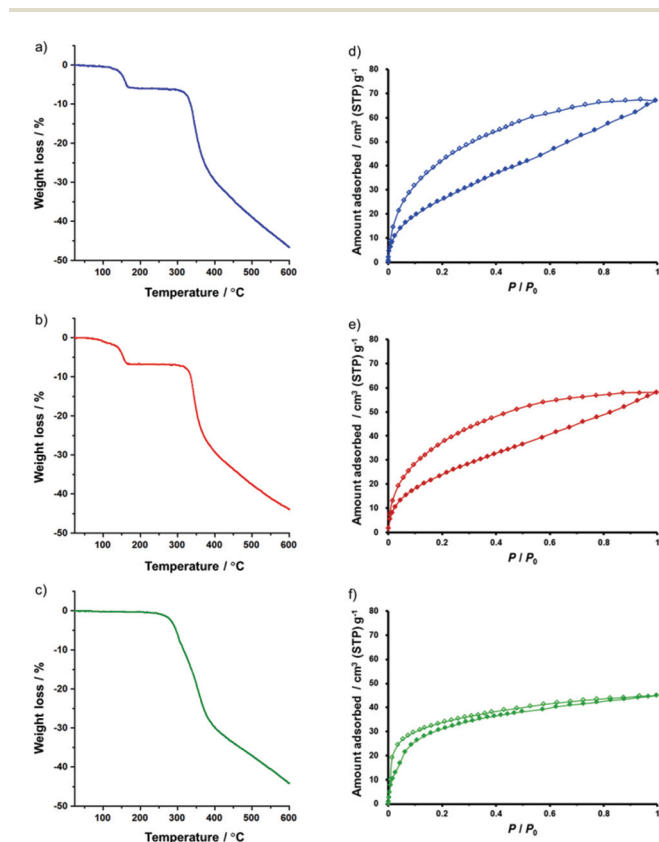 a)
0
-10
-20
-30
-40
-50
Weight loss / %
100 200 300 400 500 600
Temperature / °C
d)
80
70
60
50
40
30
20
10
0
Amount adsorbed / cm³ (STP) g⁻¹
0 0.2 0.4 0.6 0.8 1
P / P₀
b)
0
-10
-20
-30
-40
-50
Weight loss / %
100 200 300 400 500 600
Temperature / °C
e)
80
70
60
50
40
30
20
10
0
Amount adsorbed / cm³ (STP) g⁻¹
0 0.2 0.4 0.6 0.8 1
P / P₀
c)
0
-10
-20
-30
-40
-50
Weight loss / %
100 200 300 400 500 600
Temperature / °C
f)
80
70
60
50
40
30
20
10
0
Amount adsorbed / cm³ (STP) g⁻¹
0 0.2 0.4 0.6 0.8 1
P / P₀